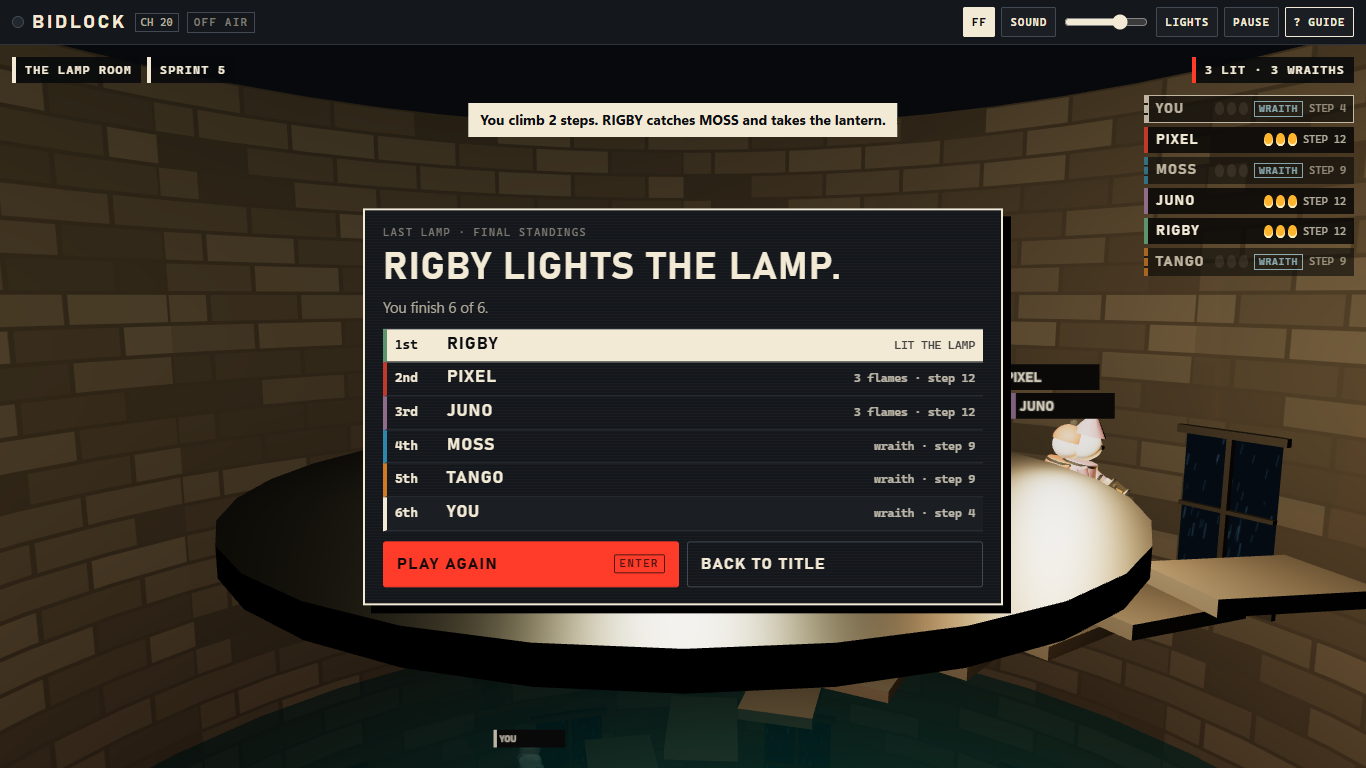 BIDLOCK CH 20 OFF AIR FF SOUND LIGHTS PAUSE ? GUIDE
THE LAMP ROOM SPRINT 5 3 LIT · 3 WRAITHS
You climb 2 steps. RIGBY catches MOSS and takes the lantern.
YOU WRAITH STEP 4
PIXEL STEP 12
MOSS WRAITH STEP 9
JUNO STEP 12
RIGBY STEP 12
TANGO WRAITH STEP 9
LAST LAMP · FINAL STANDINGS
RIGBY LIGHTS THE LAMP.
You finish 6 of 6.
1st RIGBY LIT THE LAMP
2nd PIXEL 3 flames · step 12
3rd JUNO 3 flames · step 12
4th MOSS wraith · step 9
5th TANGO wraith · step 9
6th YOU wraith · step 4
PLAY AGAIN ENTER BACK TO TITLE
PIXEL
JUNO
YOU